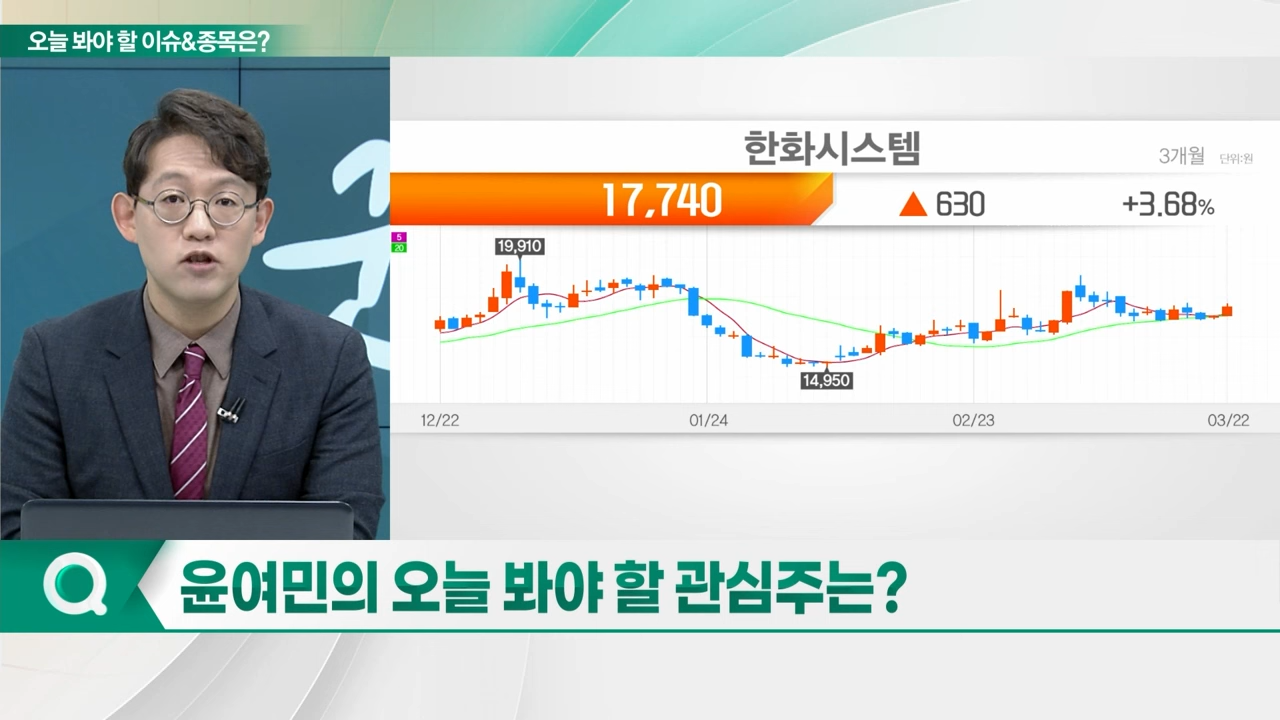 오늘 봐야 할 이슈&종목은?
한화시스템
3개월 단위:원
17,740 ▲ 630 +3.68%
5
20
19,910
14,950
12/22 01/24 02/23 03/22
윤여민의 오늘 봐야 할 관심주는?